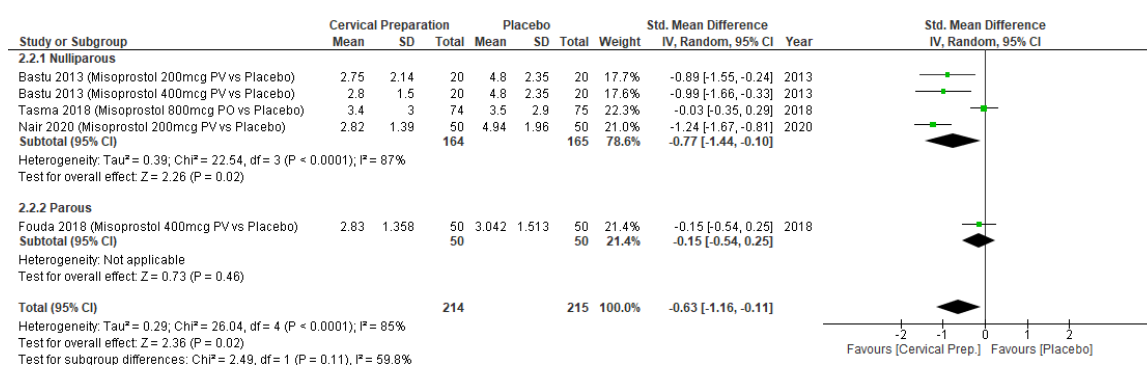 Cervical Preparation Placebo Std. Mean Difference Std. Mean Difference
Study or Subgroup Mean SD Total Mean SD Total Weight IV, Random, 95% CI Year IV, Random, 95% CI
2.2.1 Nulliparous
Bastu 2013 (Misoprostol 200mg PV vs Placebo) 2.75 2.14 20 4.8 2.35 20 17.7% -0.89 [-1.55, -0.24] 2013
Bastu 2013 (Misoprostol 400mg PV vs Placebo) 2.8 1.5 20 4.8 2.35 20 17.6% -0.99 [-1.66, -0.33] 2013
Tasma 2018 (Misoprostol 800mg PO vs Placebo) 3.4 3 74 3.5 2.9 75 22.3% -0.03 [-0.35, 0.29] 2018
Nair 2020 (Misoprostol 200mg PV vs Placebo) 2.82 1.39 50 4.94 1.96 50 21.0% -1.24 [-1.67, -0.81] 2020
Subtotal (95% CI) 164 165 78.6% -0.77 [-1.44, -0.10]
Heterogeneity: Tau² = 0.39; Chi² = 22.54, df = 3 (P < 0.0001); I² = 87%
Test for overall effect: Z = 2.26 (P = 0.02)
2.2.2 Parous
Fouda 2018 (Misoprostol 400mcg PV vs Placebo) 2.83 1.358 50 3.042 1.513 50 21.4% -0.15 [-0.54, 0.25] 2018
Subtotal (95% CI) 50 50 21.4% -0.15 [-0.54, 0.25]
Heterogeneity: Not applicable
Test for overall effect: Z = 0.73 (P = 0.46)
Total (95% CI) 214 215 100.0% -0.63 [-1.16, -0.11]
Heterogeneity: Tau² = 0.29; Chi² = 26.04, df = 4 (P < 0.0001); I² = 85%
Test for overall effect: Z = 2.36 (P = 0.02)
Test for subgroup differences: Chi² = 2.49, df = 1 (P = 0.11), I² = 59.8%
-2 -1 0 1 2
Favours [Cervical Prep.] Favours [Placebo]